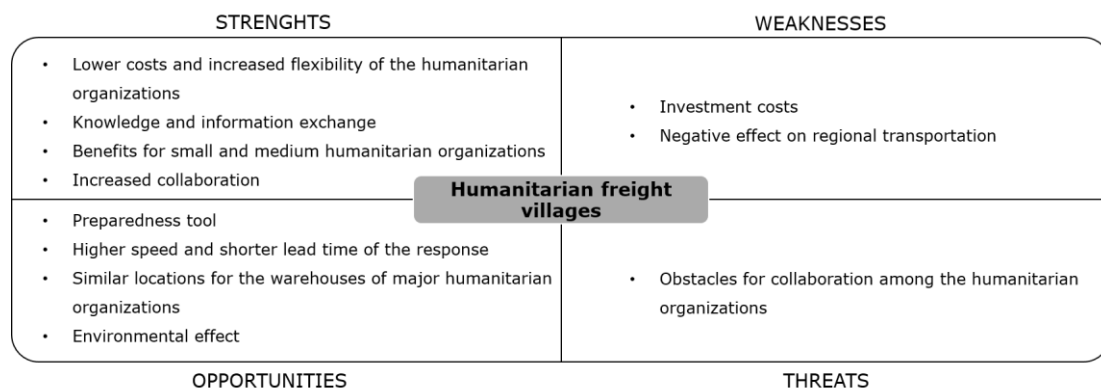 STRENGHTS
WEAKNESSES
• Lower costs and increased flexibility of the humanitarian
organizations
• Knowledge and information exchange
• Benefits for small and medium humanitarian organizations
• Increased collaboration
• Investment costs
• Negative effect on regional transportation
Humanitarian freight
villages
• Preparedness tool
• Higher speed and shorter lead time of the response
• Similar locations for the warehouses of major humanitarian
organizations
• Environmental effect
• Obstacles for collaboration among the humanitarian
organizations
OPPORTUNITIES
THREATS